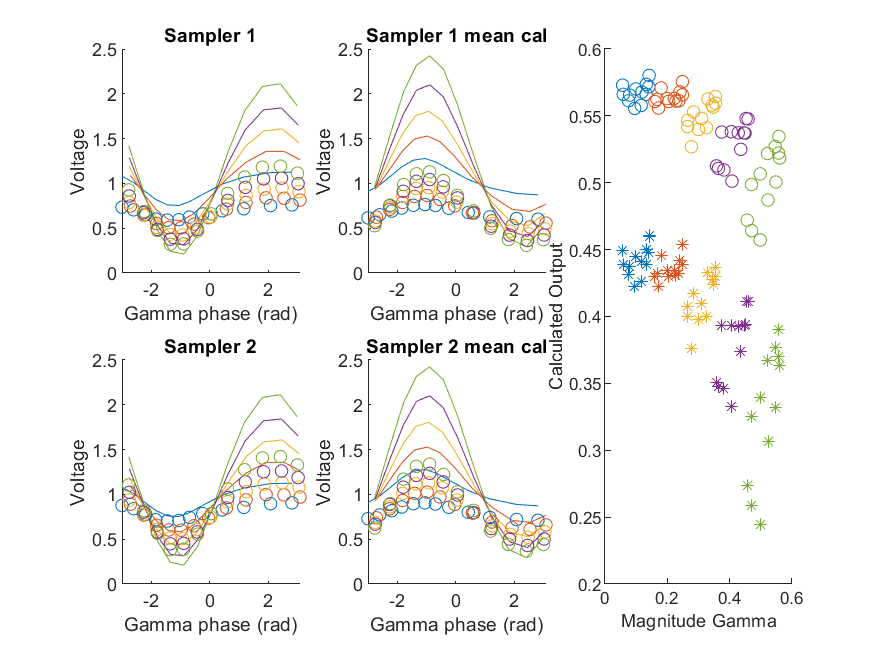 Sampler 1
2.5
2
1.5
1
0.5
0
Voltage
-2 0 2
Gamma phase (rad)
Sampler 1 mean cal
2.5
2
1.5
1
0.5
0
Voltage
-2 0 2
Gamma phase (rad)
Sampler 2
2.5
2
1.5
1
0.5
0
Voltage
-2 0 2
Gamma phase (rad)
Sampler 2 mean cal
2.5
2
1.5
1
0.5
0
Voltage
-2 0 2
Gamma phase (rad)
0.6
0.55
0.5
0.45
0.4
0.35
0.3
0.25
0.2
Calculated Output
0 0.2 0.4 0.6
Magnitude Gamma